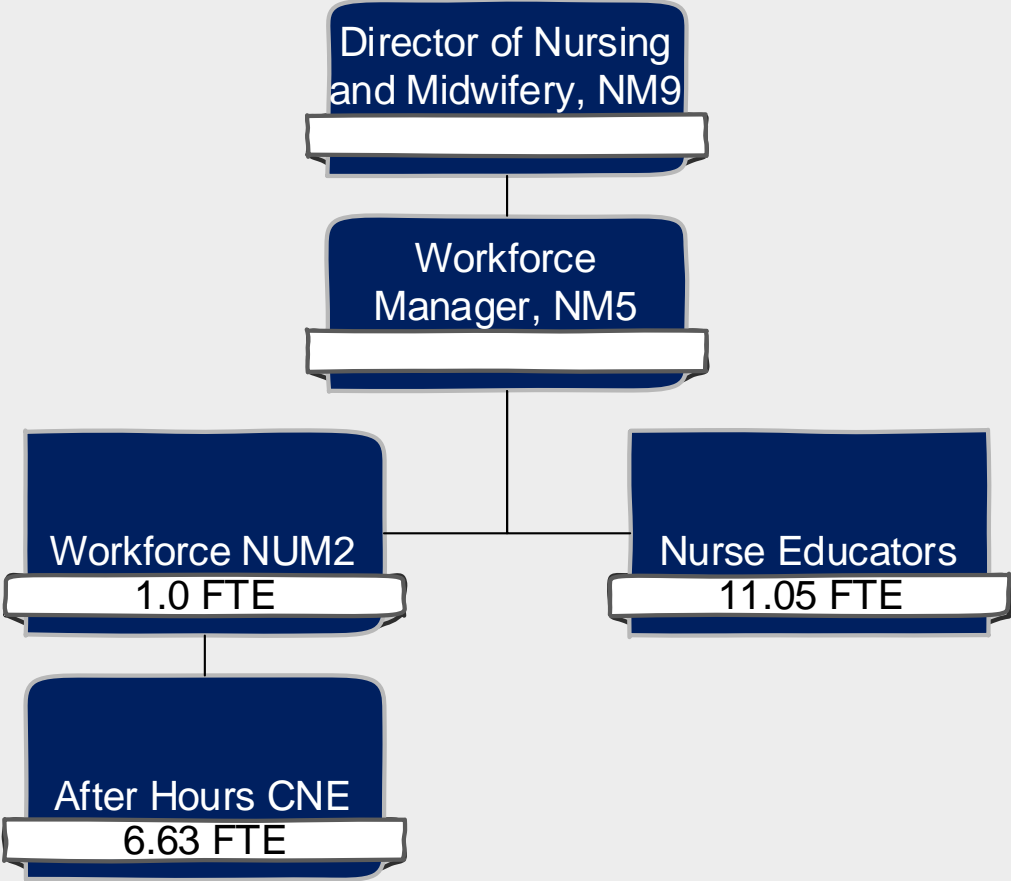 Director of Nursing
and Midwifery, NM9
Workforce
Manager, NM5
Workforce NUM2
1.0 FTE
Nurse Educators
11.05 FTE
After Hours CNE
6.63 FTE